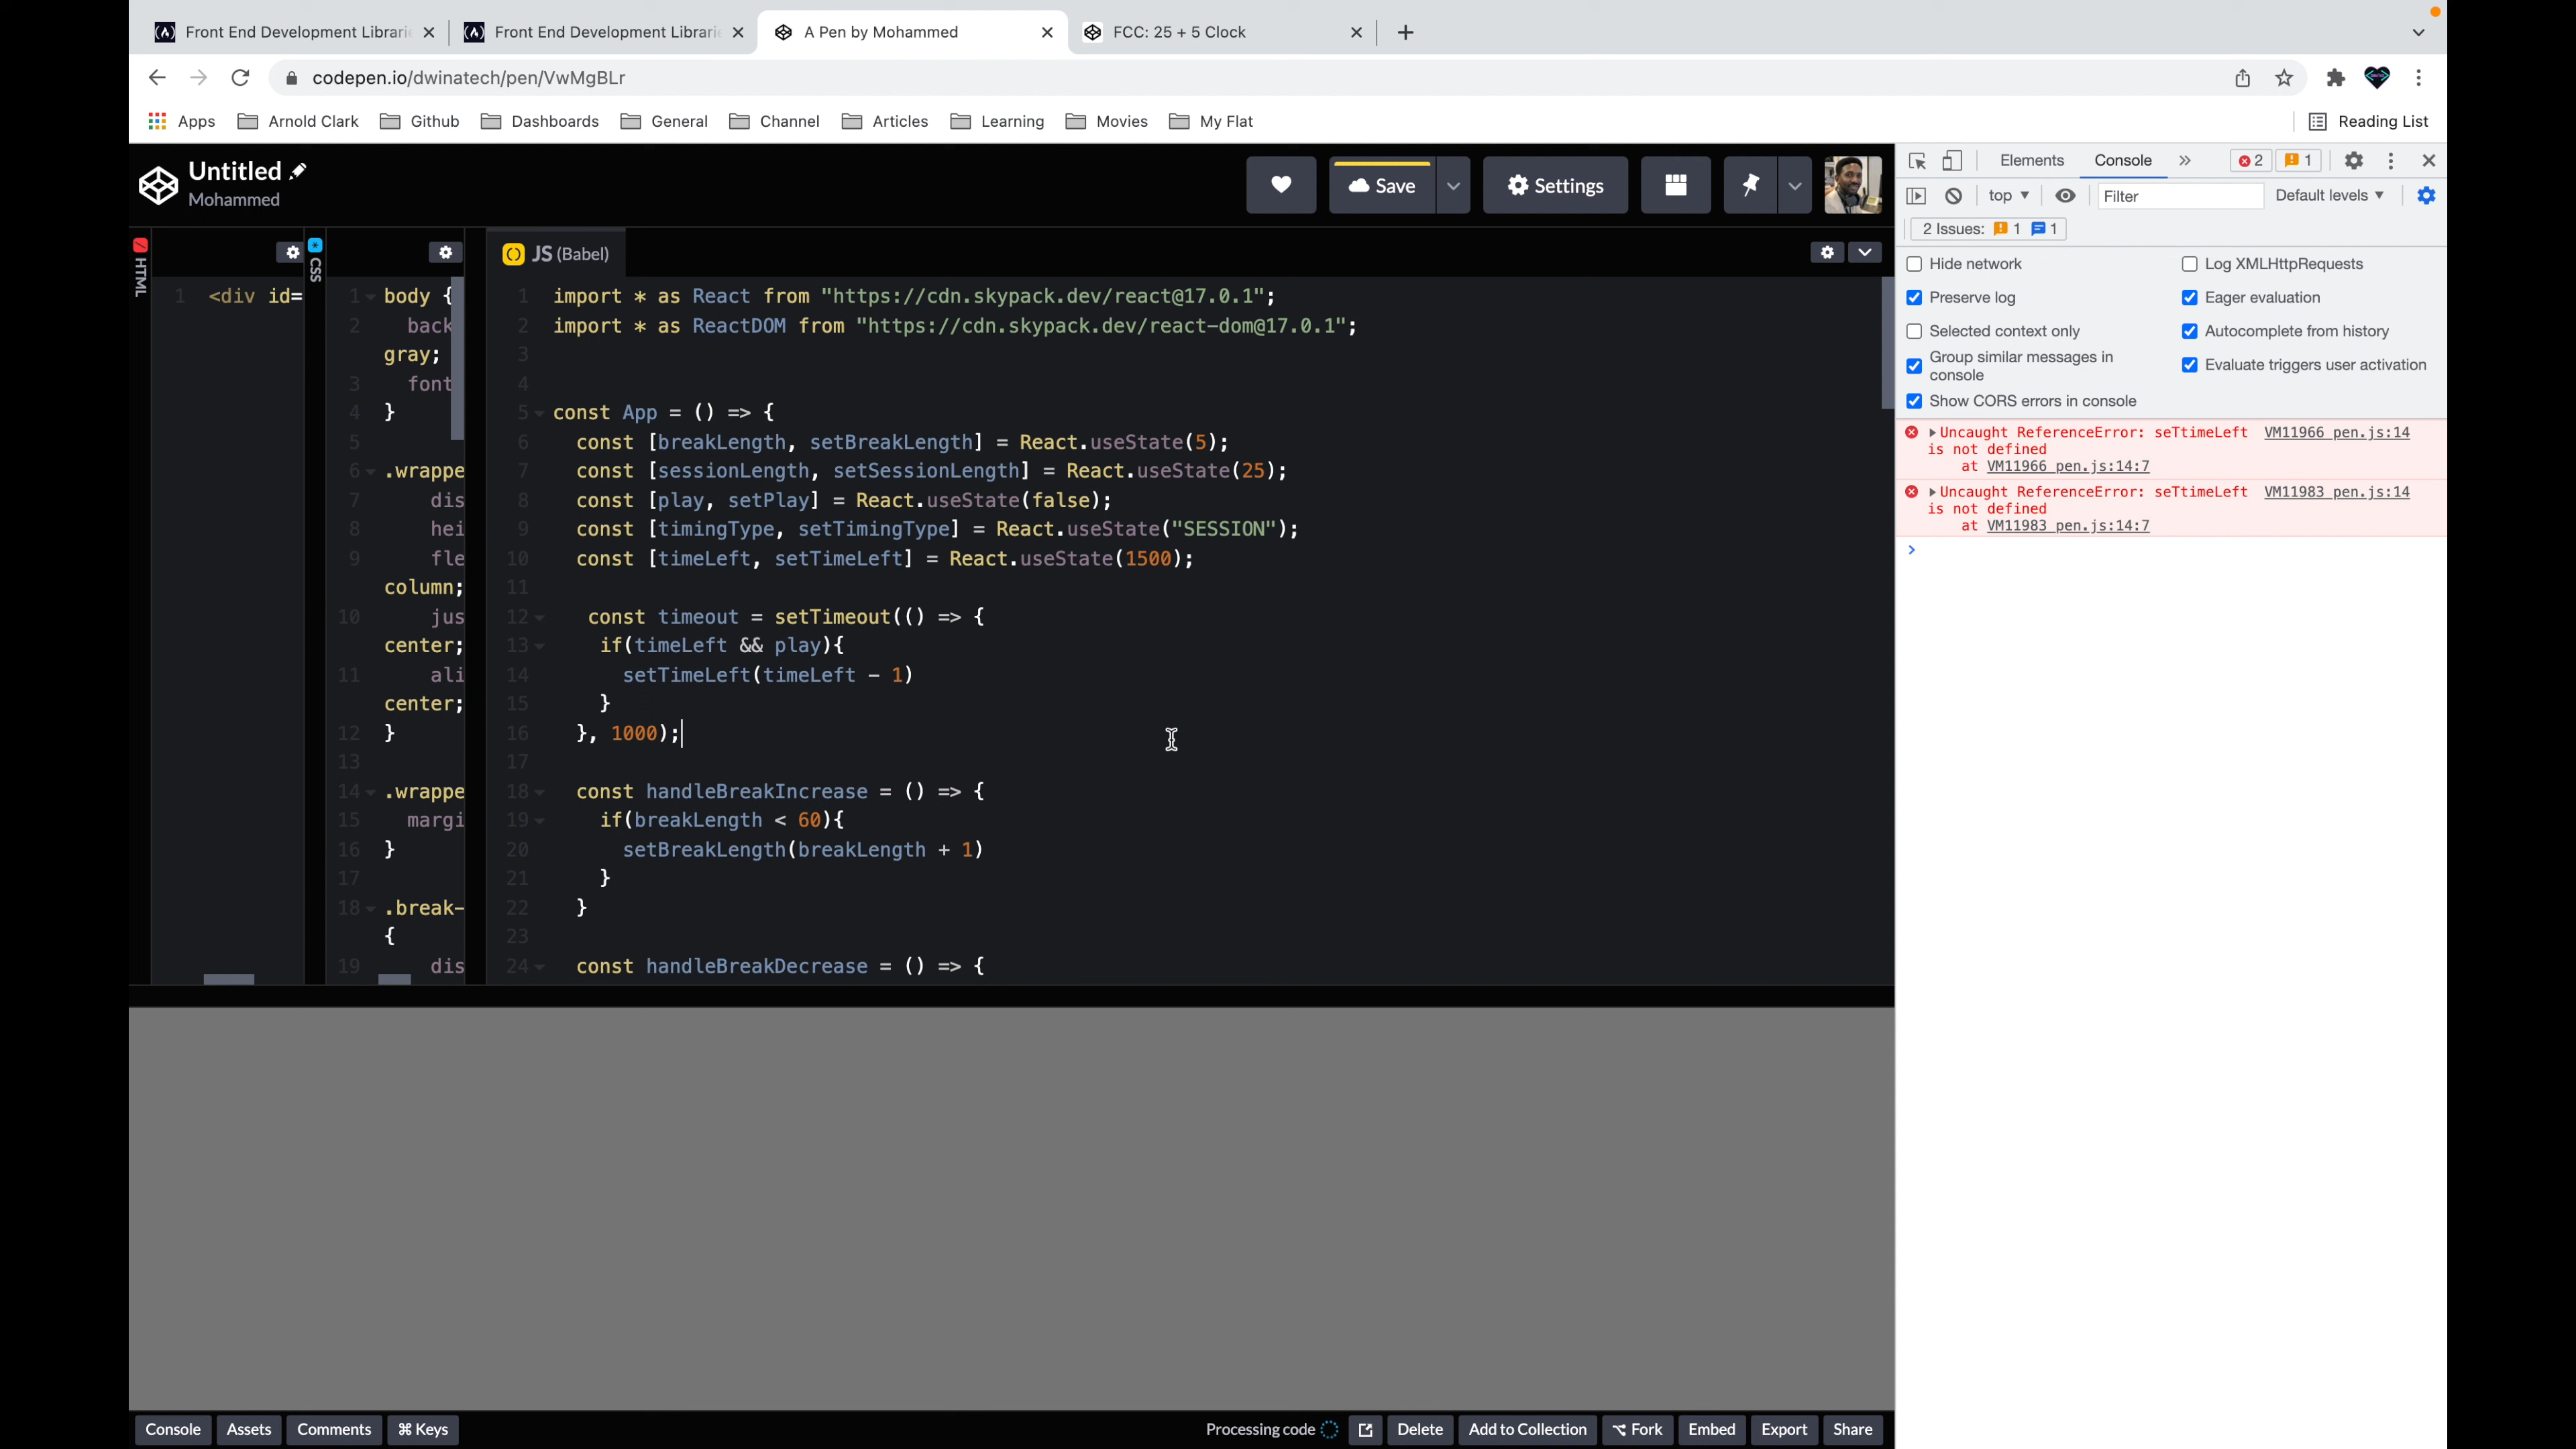 Front End Development Librarie
Front End Development Librarie
A Pen by Mohammed
FCC: 25 + 5 Clock
codepen.io/dwinatech/pen/VwMgBLr
Apps
Arnold Clark
Github
Dashboards
General
Channel
Articles
Learning
Movies
My Flat
Reading List
Untitled
Mohammed
Save
Settings
HTML
1 <div id=
CSS
1 body {
2 back
gray;
3 font
4 }
5
6 .wrappe
7 dis
8 hei
9 fle
column;
10 jus
center;
11 ali
center;
12 }
13
14 .wrappe
15 margi
16 }
17
18 .break-
{
19 dis
JS (Babel)
1 import * as React from "https://cdn.skypack.dev/react@17.0.1";
2 import * as ReactDOM from "https://cdn.skypack.dev/react-dom@17.0.1";
3
4
5 const App = () => {
6 const [breakLength, setBreakLength] = React.useState(5);
7 const [sessionLength, setSessionLength] = React.useState(25);
8 const [play, setPlay] = React.useState(false);
9 const [timingType, setTimingType] = React.useState("SESSION");
10 const [timeLeft, setTimeLeft] = React.useState(1500);
11
12 const timeout = setTimeout(() => {
13 if(timeLeft && play){
14 setTimeLeft(timeLeft - 1)
15 }
16 }, 1000);
17
18 const handleBreakIncrease = () => {
19 if(breakLength < 60){
20 setBreakLength(breakLength + 1)
21 }
22 }
23
24 const handleBreakDecrease = () => {
Elements
Console
2
1
top
Filter
Default levels
2 Issues: 1 1
Hide network
Log XMLHttpRequests
Preserve log
Eager evaluation
Selected context only
Autocomplete from history
Group similar messages in
console
Evaluate triggers user activation
Show CORS errors in console
Uncaught ReferenceError: seTtimeLeft VM11966 pen.js:14
is not defined
at VM11966 pen.js:14:7
Uncaught ReferenceError: seTtimeLeft VM11983 pen.js:14
is not defined
at VM11983 pen.js:14:7
Console
Assets
Comments
⌘ Keys
Processing code
Delete
Add to Collection
Fork
Embed
Export
Share